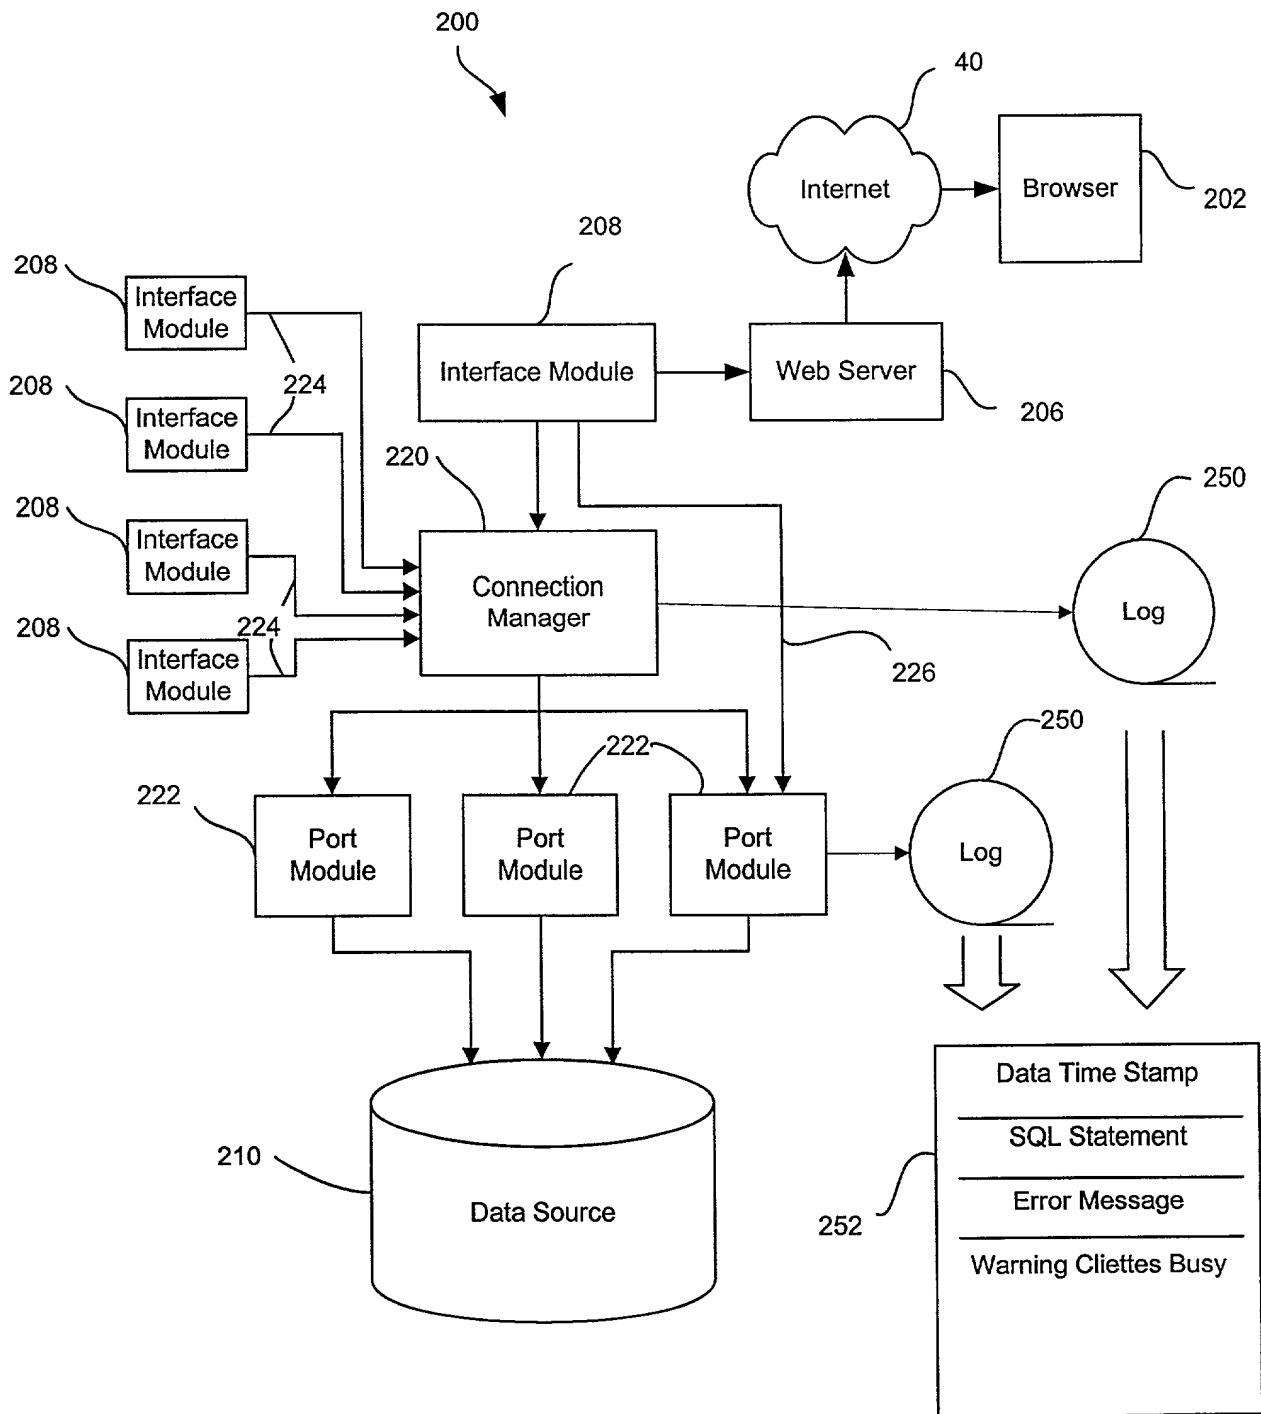 200
40
Internet
Browser
202
208
208
Interface
Module
Interface Module
Web Server
206
224
208
Interface
Module
220
250
208
Interface
Module
Connection
Manager
Log
224
208
Interface
Module
226
250
222
222
Port
Module
Port
Module
Port
Module
Log
Data Time Stamp
SQL Statement
210
Error Message
Data Source
252
Warning Cliettes Busy